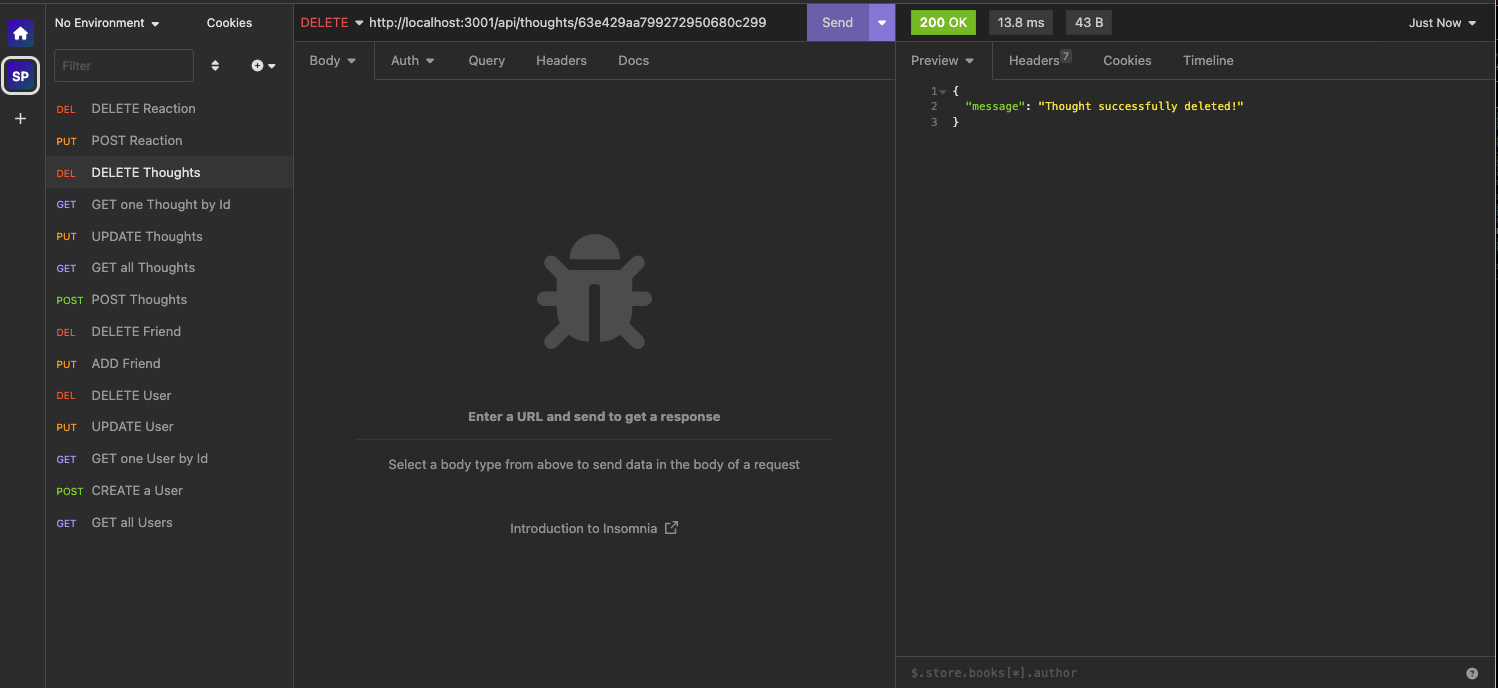 No Environment
Cookies
DELETE http://localhost:3001/api/thoughts/63e429aa799272950680c299
Send
200 OK
13.8 ms
43 B
Just Now
SP
Filter
DEL DELETE Reaction
PUT POST Reaction
DEL DELETE Thoughts
GET GET one Thought by Id
PUT UPDATE Thoughts
GET GET all Thoughts
POST POST Thoughts
DEL DELETE Friend
PUT ADD Friend
DEL DELETE User
PUT UPDATE User
GET GET one User by Id
POST CREATE a User
GET GET all Users
Body
Auth
Query
Headers
Docs
Enter a URL and send to get a response
Select a body type from above to send data in the body of a request
Introduction to Insomnia
Preview
Headers 7
Cookies
Timeline
1 {
2 "message": "Thought successfully deleted!"
3 }
$.store.books[*].author